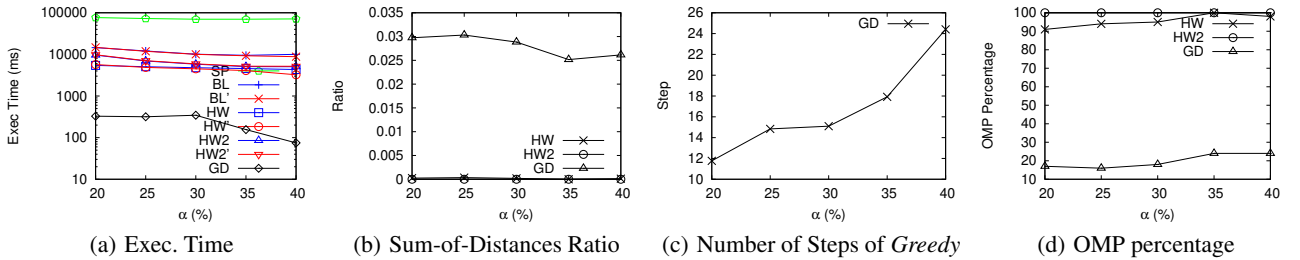 Exec Time (ms)
100000
10000
1000
100
10
SP
BL
BL'
HW
HW'
HW2
HW2'
GD
20 25 30 35 40
α (%)
(a) Exec. Time
Ratio
0.035
0.03
0.025
0.02
0.015
0.01
0.005
0
HW
HW2
GD
20 25 30 35 40
α (%)
(b) Sum-of-Distances Ratio
Step
26
24
22
20
18
16
14
12
10
GD
20 25 30 35 40
α (%)
(c) Number of Steps of Greedy
OMP Percentage
100
90
80
70
60
50
40
30
20
10
HW
HW2
GD
20 25 30 35 40
α (%)
(d) OMP percentage